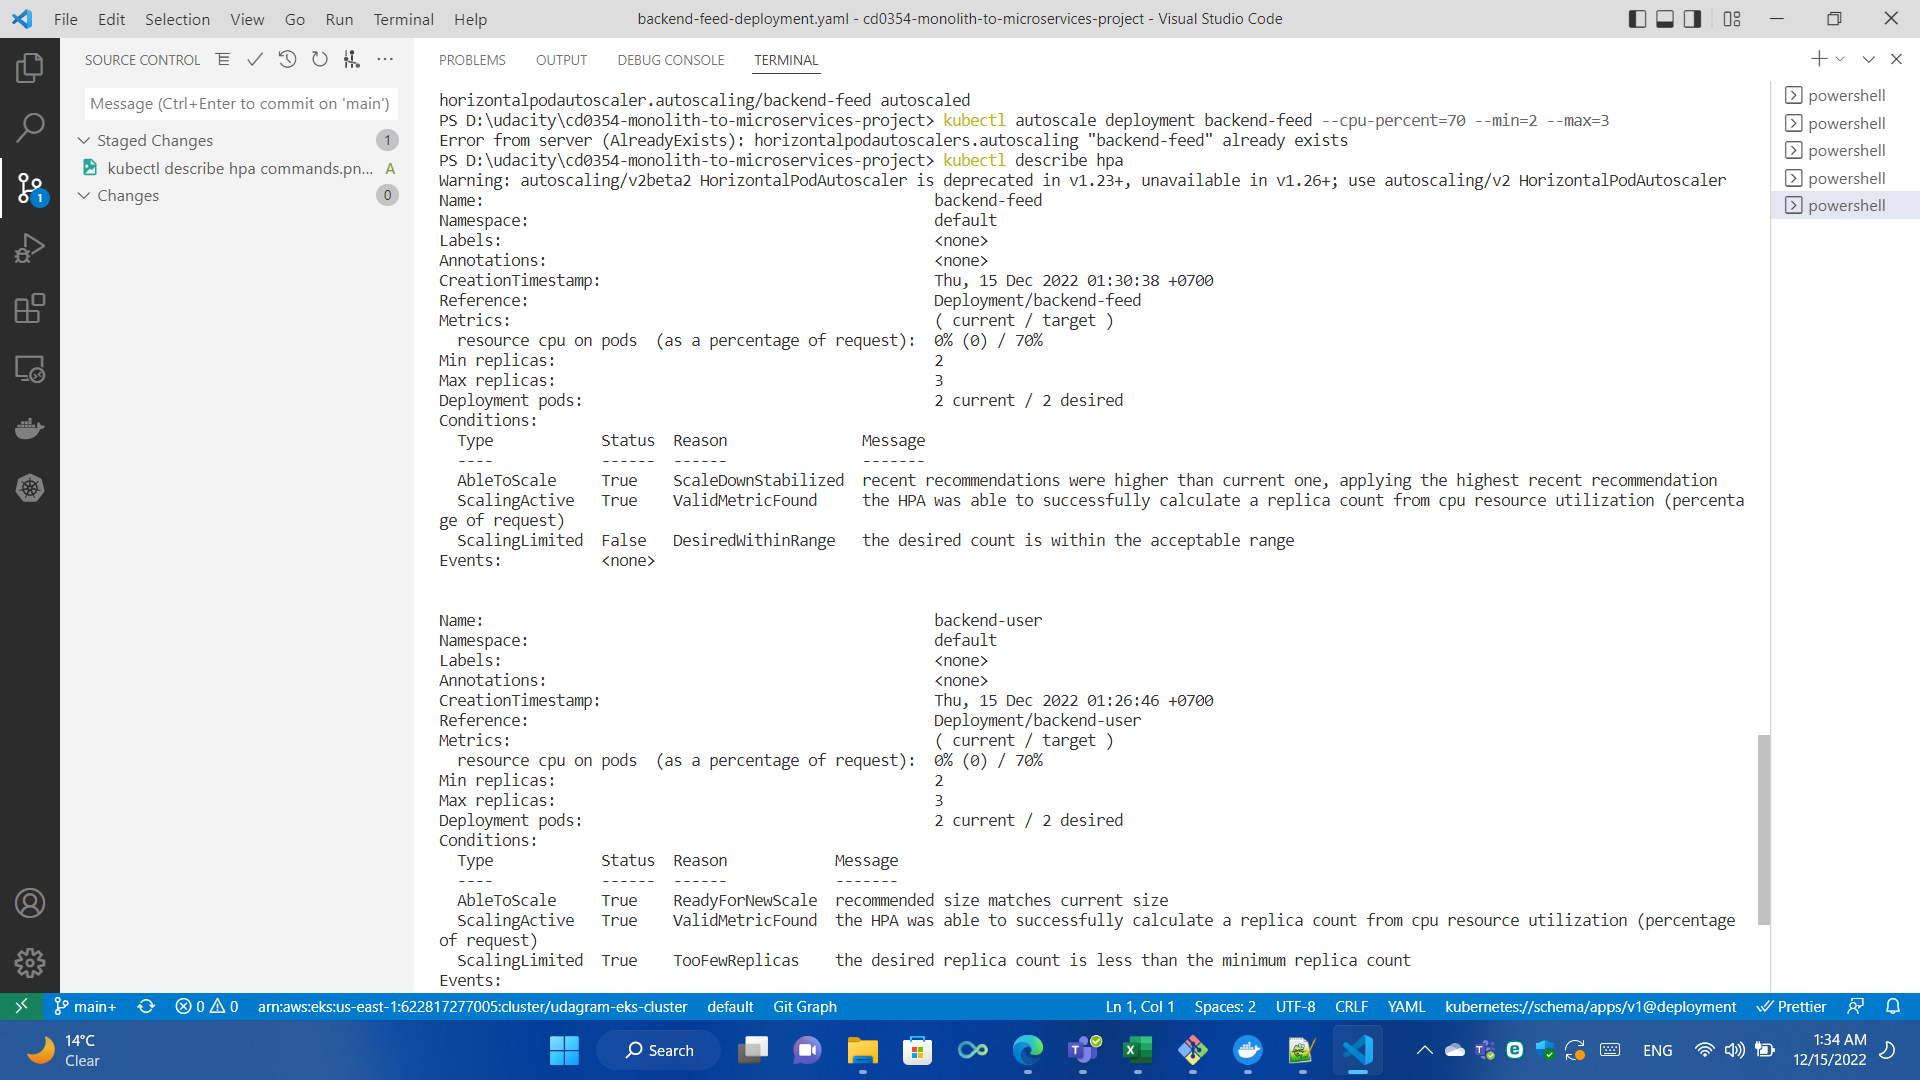 File Edit Selection View Go Run Terminal Help
backend-feed-deployment.yaml - cd0354-monolith-to-microservices-project - Visual Studio Code
SOURCE CONTROL
Message (Ctrl+Enter to commit on 'main')
Staged Changes 1
kubectl describe hpa commands.pn... A
Changes 0
1
PROBLEMS OUTPUT DEBUG CONSOLE TERMINAL
horizontalpodautoscaler.autoscaling/backend-feed autoscaled
PS D:\udacity\cd0354-monolith-to-microservices-project> kubectl autoscale deployment backend-feed --cpu-percent=70 --min=2 --max=3
Error from server (AlreadyExists): horizontalpodautoscalers.autoscaling "backend-feed" already exists
PS D:\udacity\cd0354-monolith-to-microservices-project> kubectl describe hpa
Warning: autoscaling/v2beta2 HorizontalPodAutoscaler is deprecated in v1.23+, unavailable in v1.26+; use autoscaling/v2 HorizontalPodAutoscaler
Name: backend-feed
Namespace: default
Labels: <none>
Annotations: <none>
CreationTimestamp: Thu, 15 Dec 2022 01:30:38 +0700
Reference: Deployment/backend-feed
Metrics: ( current / target )
resource cpu on pods (as a percentage of request): 0% (0) / 70%
Min replicas: 2
Max replicas: 3
Deployment pods: 2 current / 2 desired
Conditions:
Type Status Reason Message
---- ------ ------ -------
AbleToScale True ScaleDownStabilized recent recommendations were higher than current one, applying the highest recent recommendation
ScalingActive True ValidMetricFound the HPA was able to successfully calculate a replica count from cpu resource utilization (percenta
ge of request)
ScalingLimited False DesiredWithinRange the desired count is within the acceptable range
Events: <none>
Name: backend-user
Namespace: default
Labels: <none>
Annotations: <none>
CreationTimestamp: Thu, 15 Dec 2022 01:26:46 +0700
Reference: Deployment/backend-user
Metrics: ( current / target )
resource cpu on pods (as a percentage of request): 0% (0) / 70%
Min replicas: 2
Max replicas: 3
Deployment pods: 2 current / 2 desired
Conditions:
Type Status Reason Message
---- ------ ------ -------
AbleToScale True ReadyForNewScale recommended size matches current size
ScalingActive True ValidMetricFound the HPA was able to successfully calculate a replica count from cpu resource utilization (percentage
of request)
ScalingLimited True TooFewReplicas the desired replica count is less than the minimum replica count
Events:
powershell
powershell
powershell
powershell
powershell
main+ 0 0 arn:aws:eks:us-east-1:622817277005:cluster/udagram-eks-cluster default Git Graph
Ln 1, Col 1 Spaces: 2 UTF-8 CRLF YAML kubernetes://schema/apps/v1@deployment Prettier
14°C
Clear
Search
ENG
1:34 AM
12/15/2022